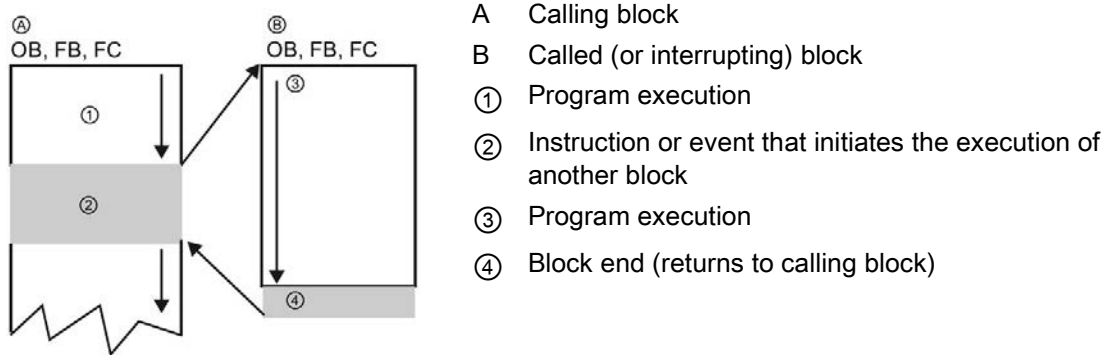 Ⓐ
OB, FB, FC
①
②
Ⓑ
OB, FB, FC
③
④
A Calling block
B Called (or interrupting) block
① Program execution
② Instruction or event that initiates the execution of
another block
③ Program execution
④ Block end (returns to calling block)